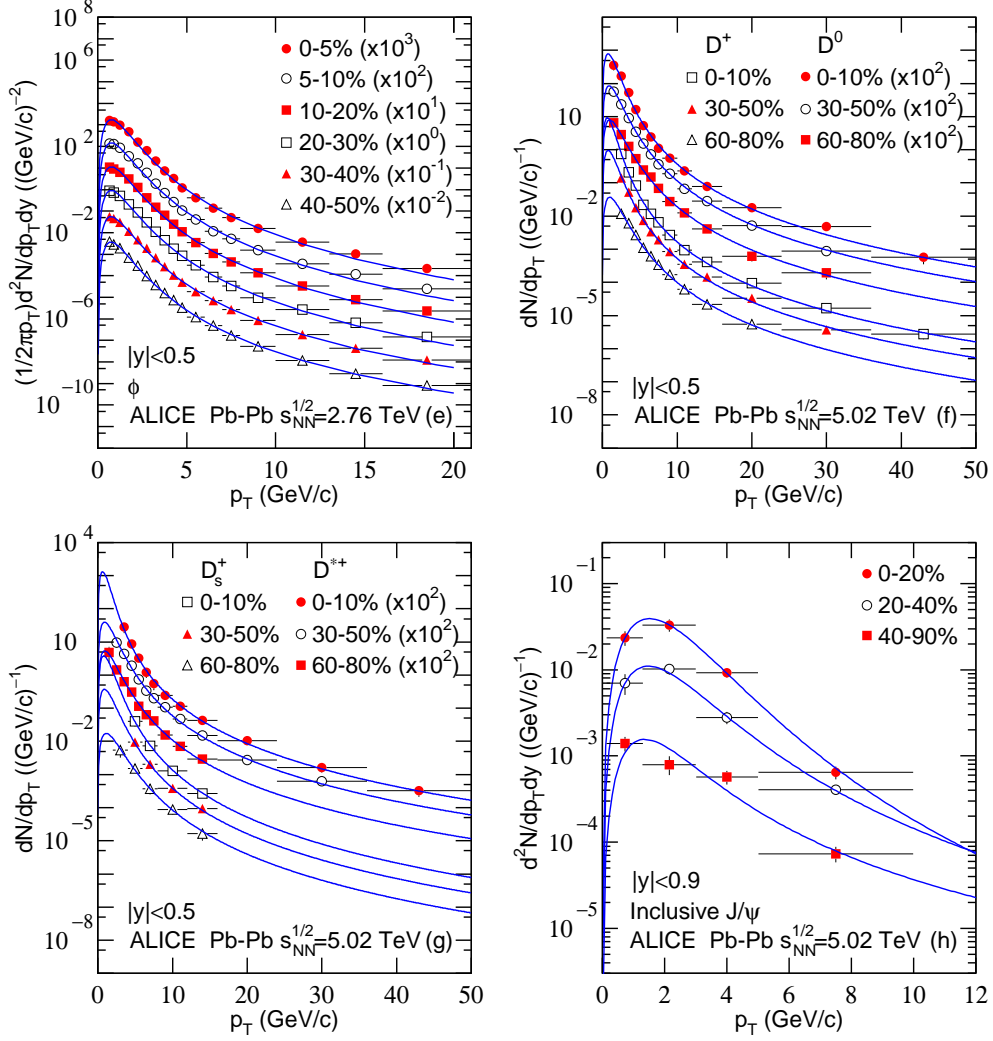 10^8
10^6
10^2
10^-2
10^-6
10^-10
(1/2πp_T)d^2N/dp_Tdy ((GeV/c)^-2)
0-5% (x10^3)
5-10% (x10^2)
10-20% (x10^1)
20-30% (x10^0)
30-40% (x10^-1)
40-50% (x10^-2)
|y|<0.5
ϕ
ALICE Pb-Pb s_NN^1/2=2.76 TeV (e)
0 5 10 15 20
p_T (GeV/c)
10
10^-2
10^-5
10^-8
dN/dp_T ((GeV/c)^-1)
D^+ D^0
0-10% 0-10% (x10^2)
30-50% 30-50% (x10^2)
60-80% 60-80% (x10^2)
|y|<0.5
ALICE Pb-Pb s_NN^1/2=5.02 TeV (f)
0 10 20 30 40 50
p_T (GeV/c)
10^4
10
10^-2
10^-5
10^-8
dN/dp_T ((GeV/c)^-1)
D_s^+ D^*+
0-10% 0-10% (x10^2)
30-50% 30-50% (x10^2)
60-80% 60-80% (x10^2)
|y|<0.5
ALICE Pb-Pb s_NN^1/2=5.02 TeV (g)
0 10 20 30 40 50
p_T (GeV/c)
10^-1
10^-2
10^-3
10^-4
10^-5
d^2N/dp_Tdy ((GeV/c)^-1)
0-20%
20-40%
40-90%
|y|<0.9
Inclusive J/ψ
ALICE Pb-Pb s_NN^1/2=5.02 TeV (h)
0 2 4 6 8 10 12
p_T (GeV/c)